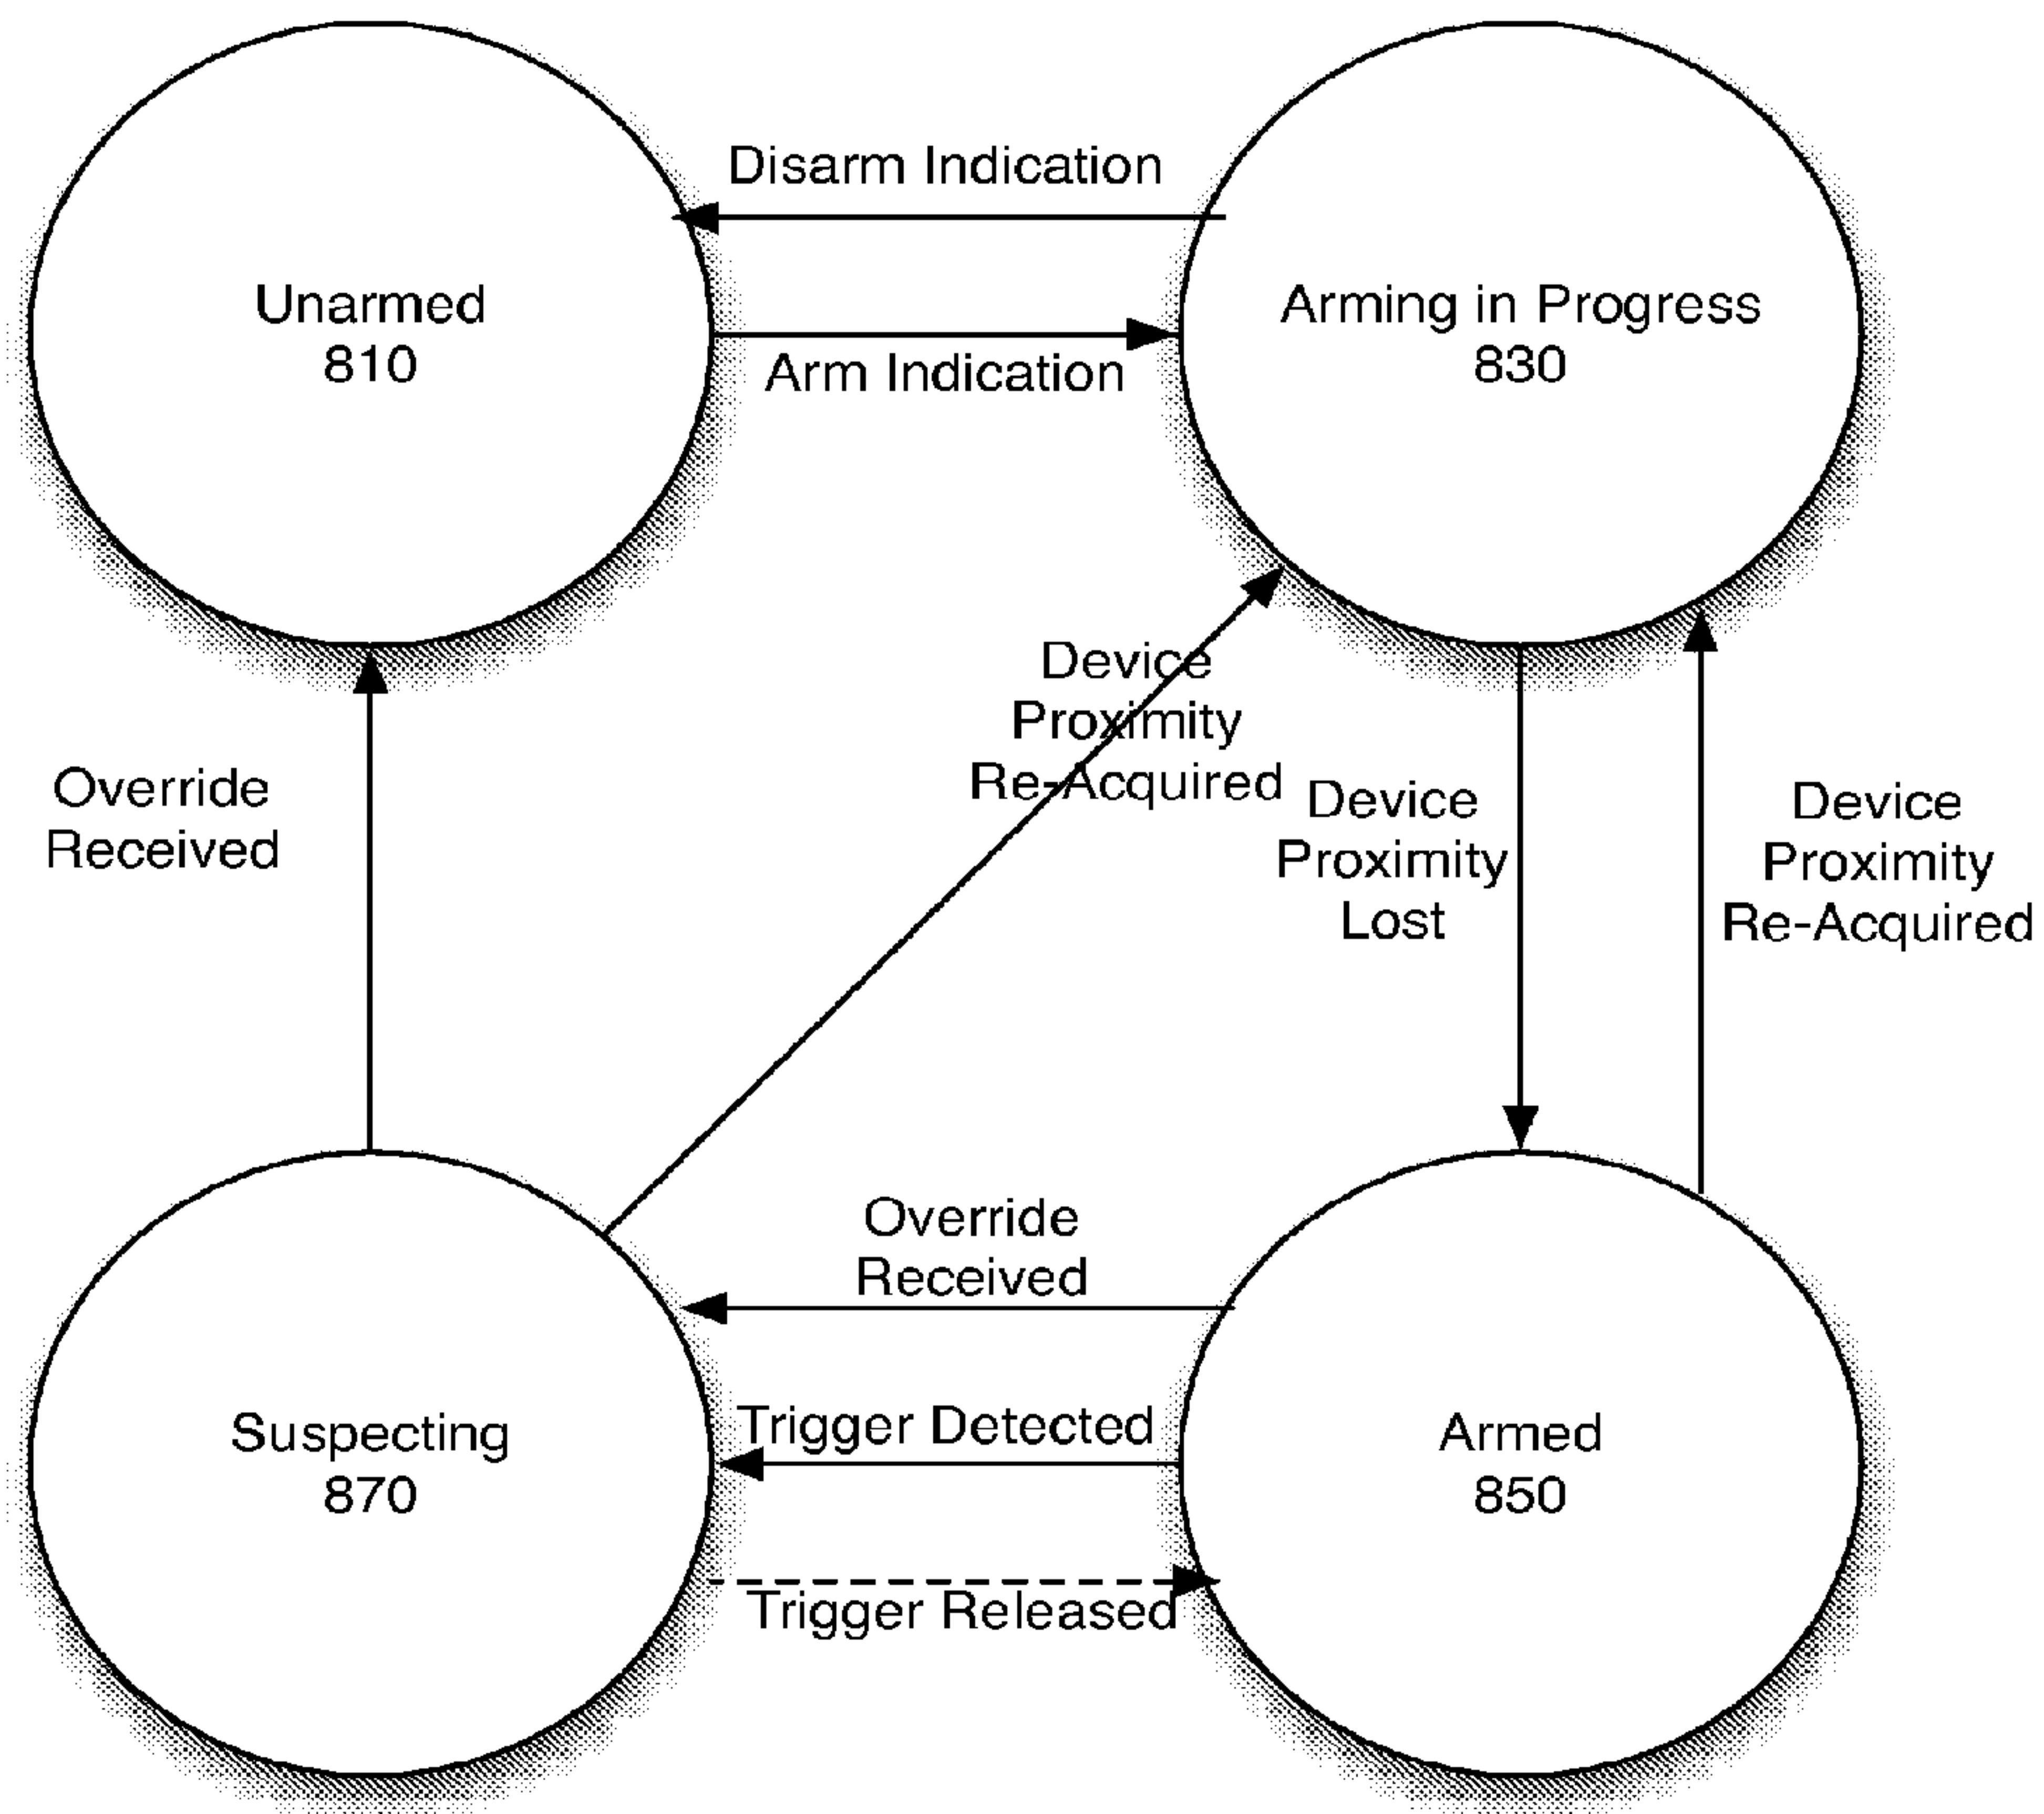 Disarm Indication
Unarmed
810
Arming in Progress
830
Arm Indication
Device
Proximity
Re-Acquired
Override
Received
Device
Proximity
Lost
Device
Proximity
Re-Acquired
Override
Received
Trigger Detected
Suspecting
870
Armed
850
Trigger Released